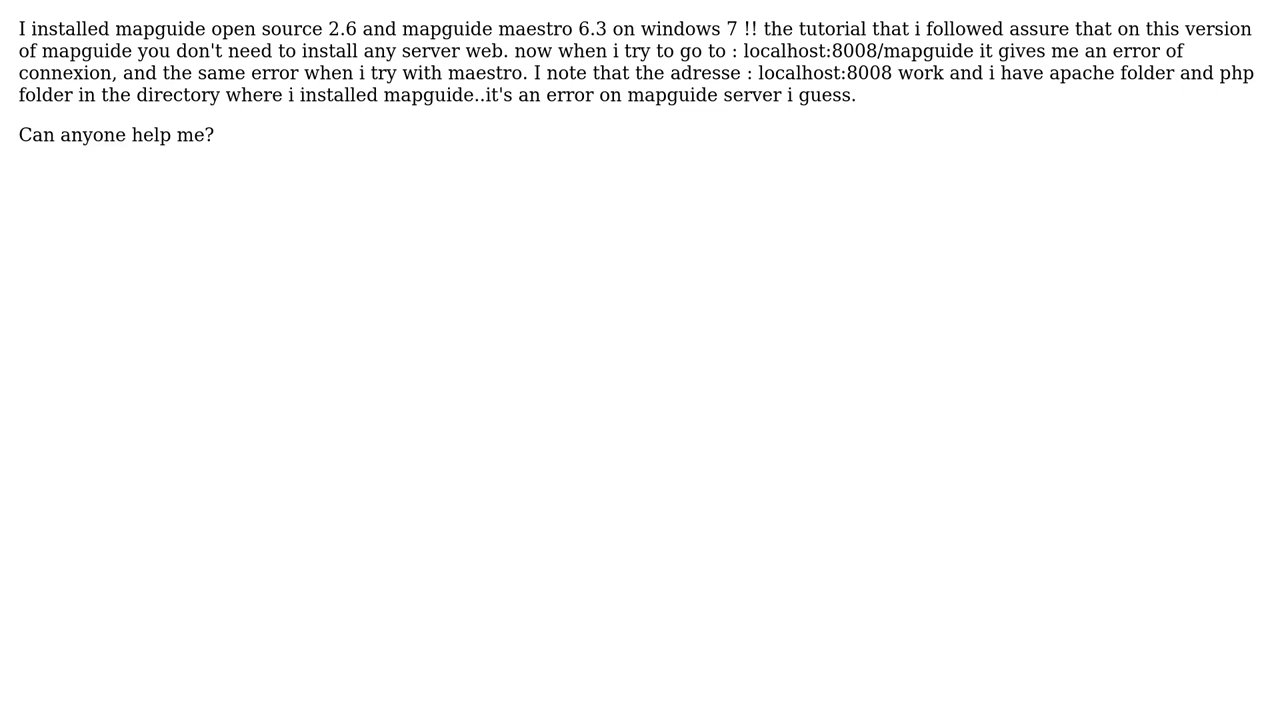 I installed mapguide open source 2.6 and mapguide maestro 6.3 on windows 7 !! the tutorial that i followed assure that on this version
of mapguide you don't need to install any server web. now when i try to go to : localhost:8008/mapguide it gives me an error of
connexion, and the same error when i try with maestro. I note that the adresse : localhost:8008 work and i have apache folder and php
folder in the directory where i installed mapguide..it's an error on mapguide server i guess.
Can anyone help me?